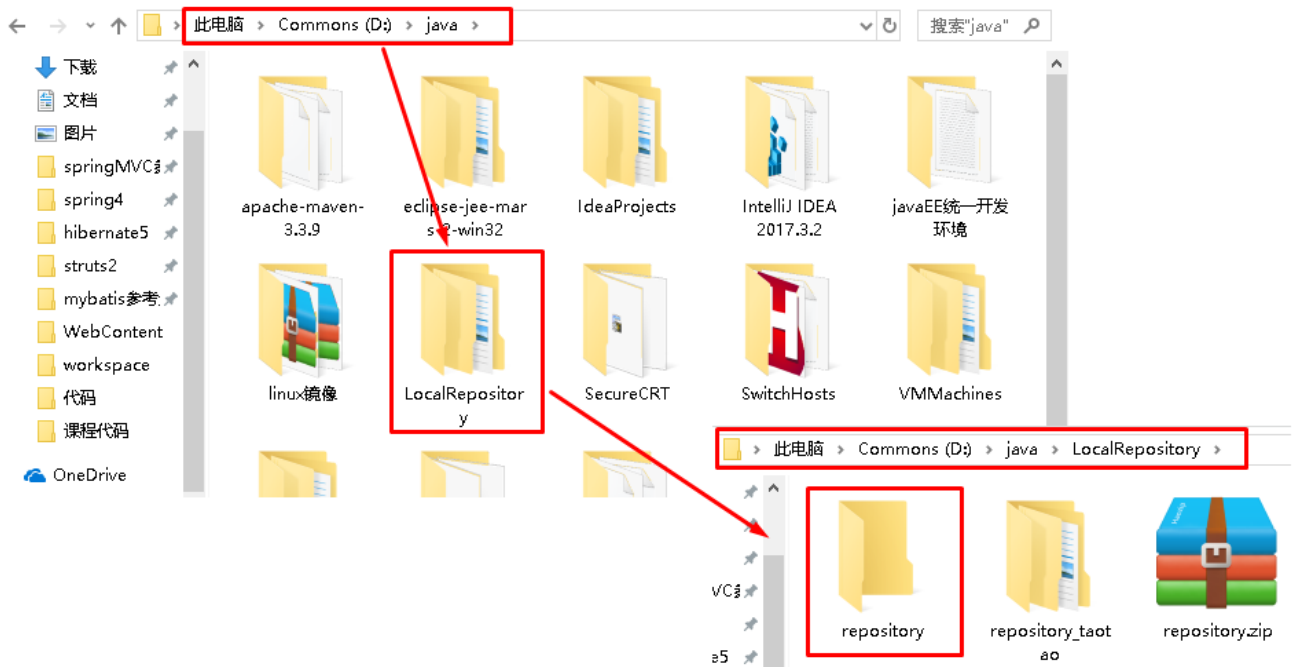 此电脑 > Commons (D:) > java >
搜索"java"
下载
文档
图片
springMVC
spring4
hibernate5
struts2
mybatis参考
WebContent
workspace
代码
课程代码
OneDrive
apache-maven-
3.3.9
eclipse-jee-mar
s-2-win32
IdeaProjects
IntelliJ IDEA
2017.3.2
javaEE统一开发
环境
linux镜像
LocalRepositor
y
SecureCRT
SwitchHosts
VMMachines
此电脑 > Commons (D:) > java > LocalRepository >
VC
e5
repository
repository_taot
ao
repository.zip